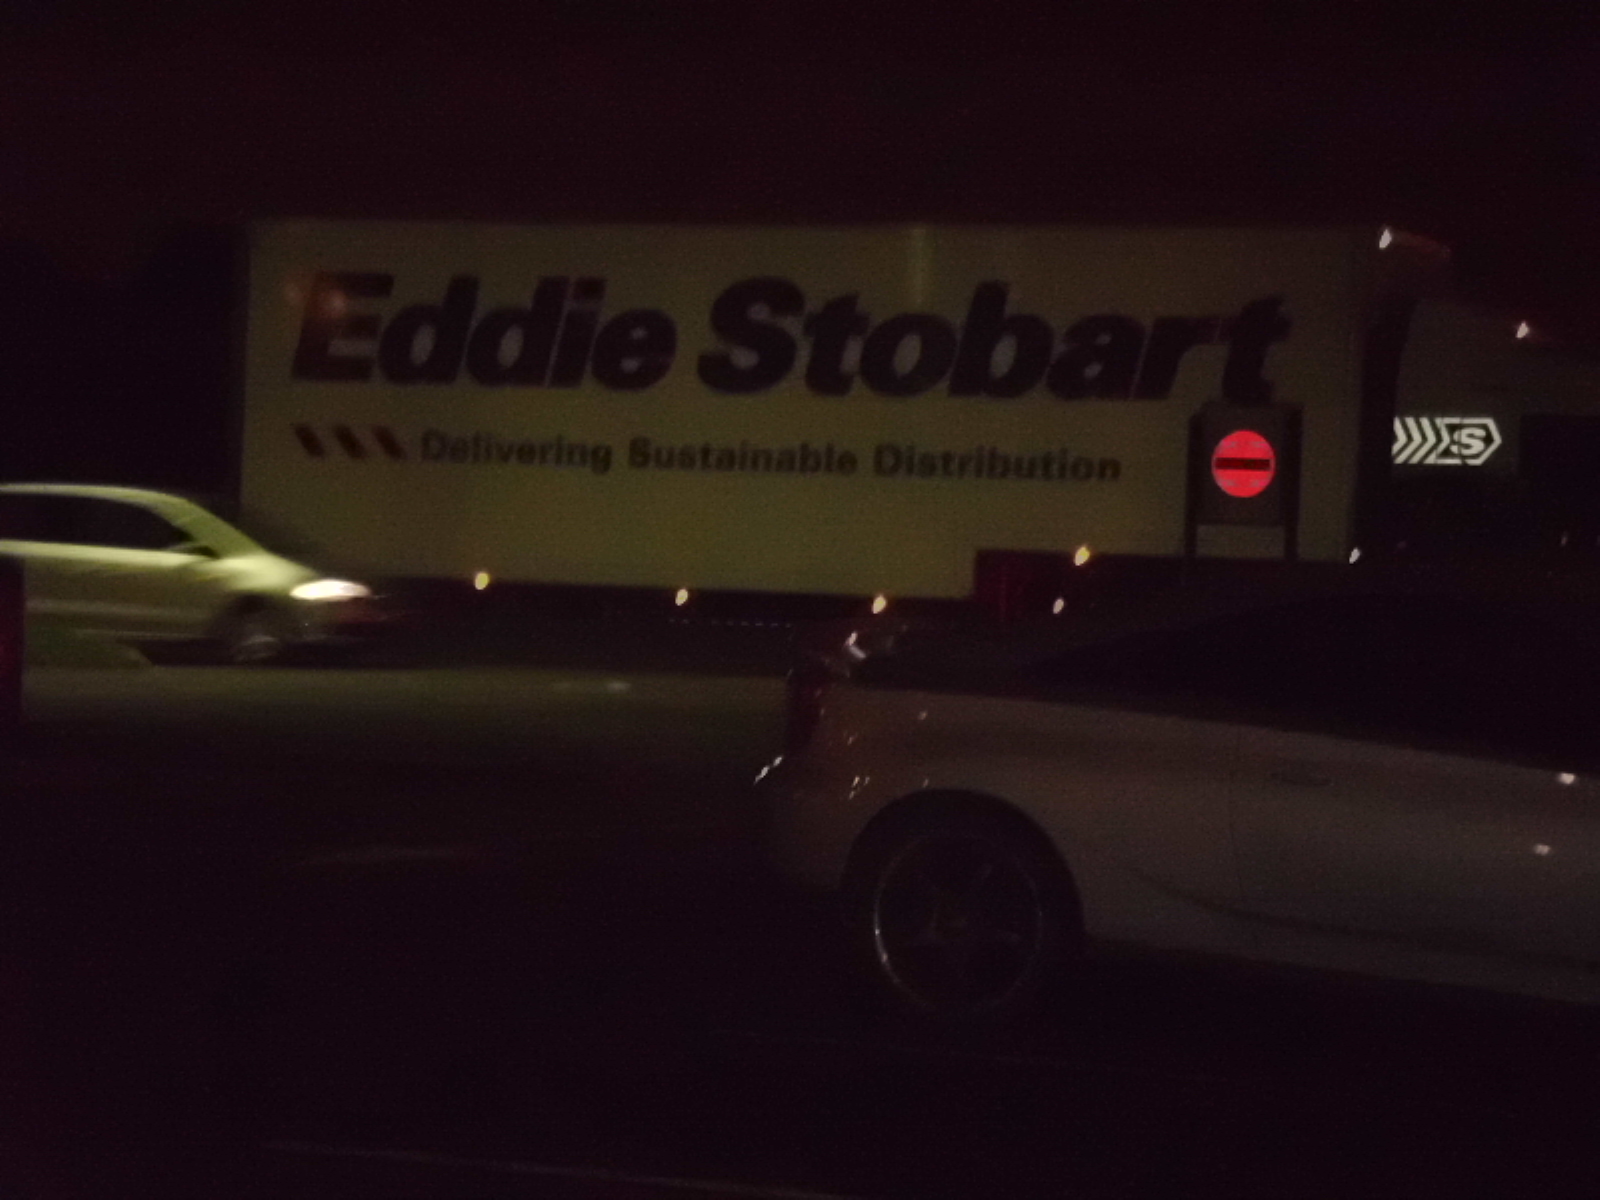 Eddie Stobart
Delivering Sustainable Distribution
S